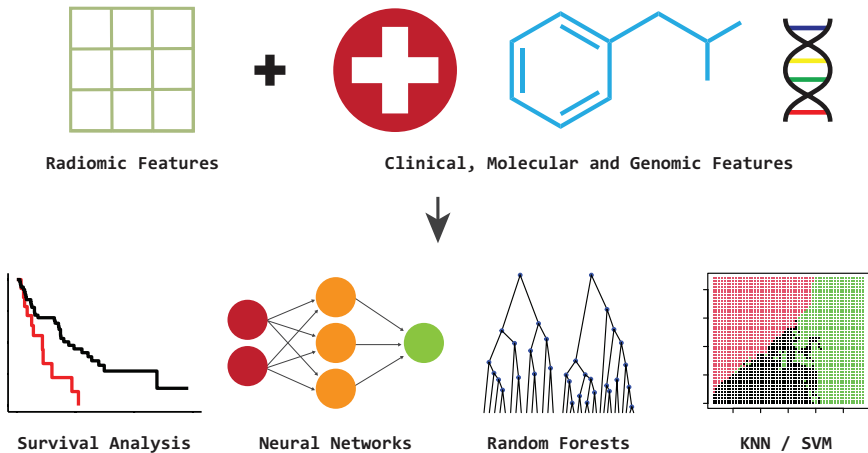 Radiomic Features
Clinical, Molecular and Genomic Features
Survival Analysis
Neural Networks
Random Forests
KNN / SVM